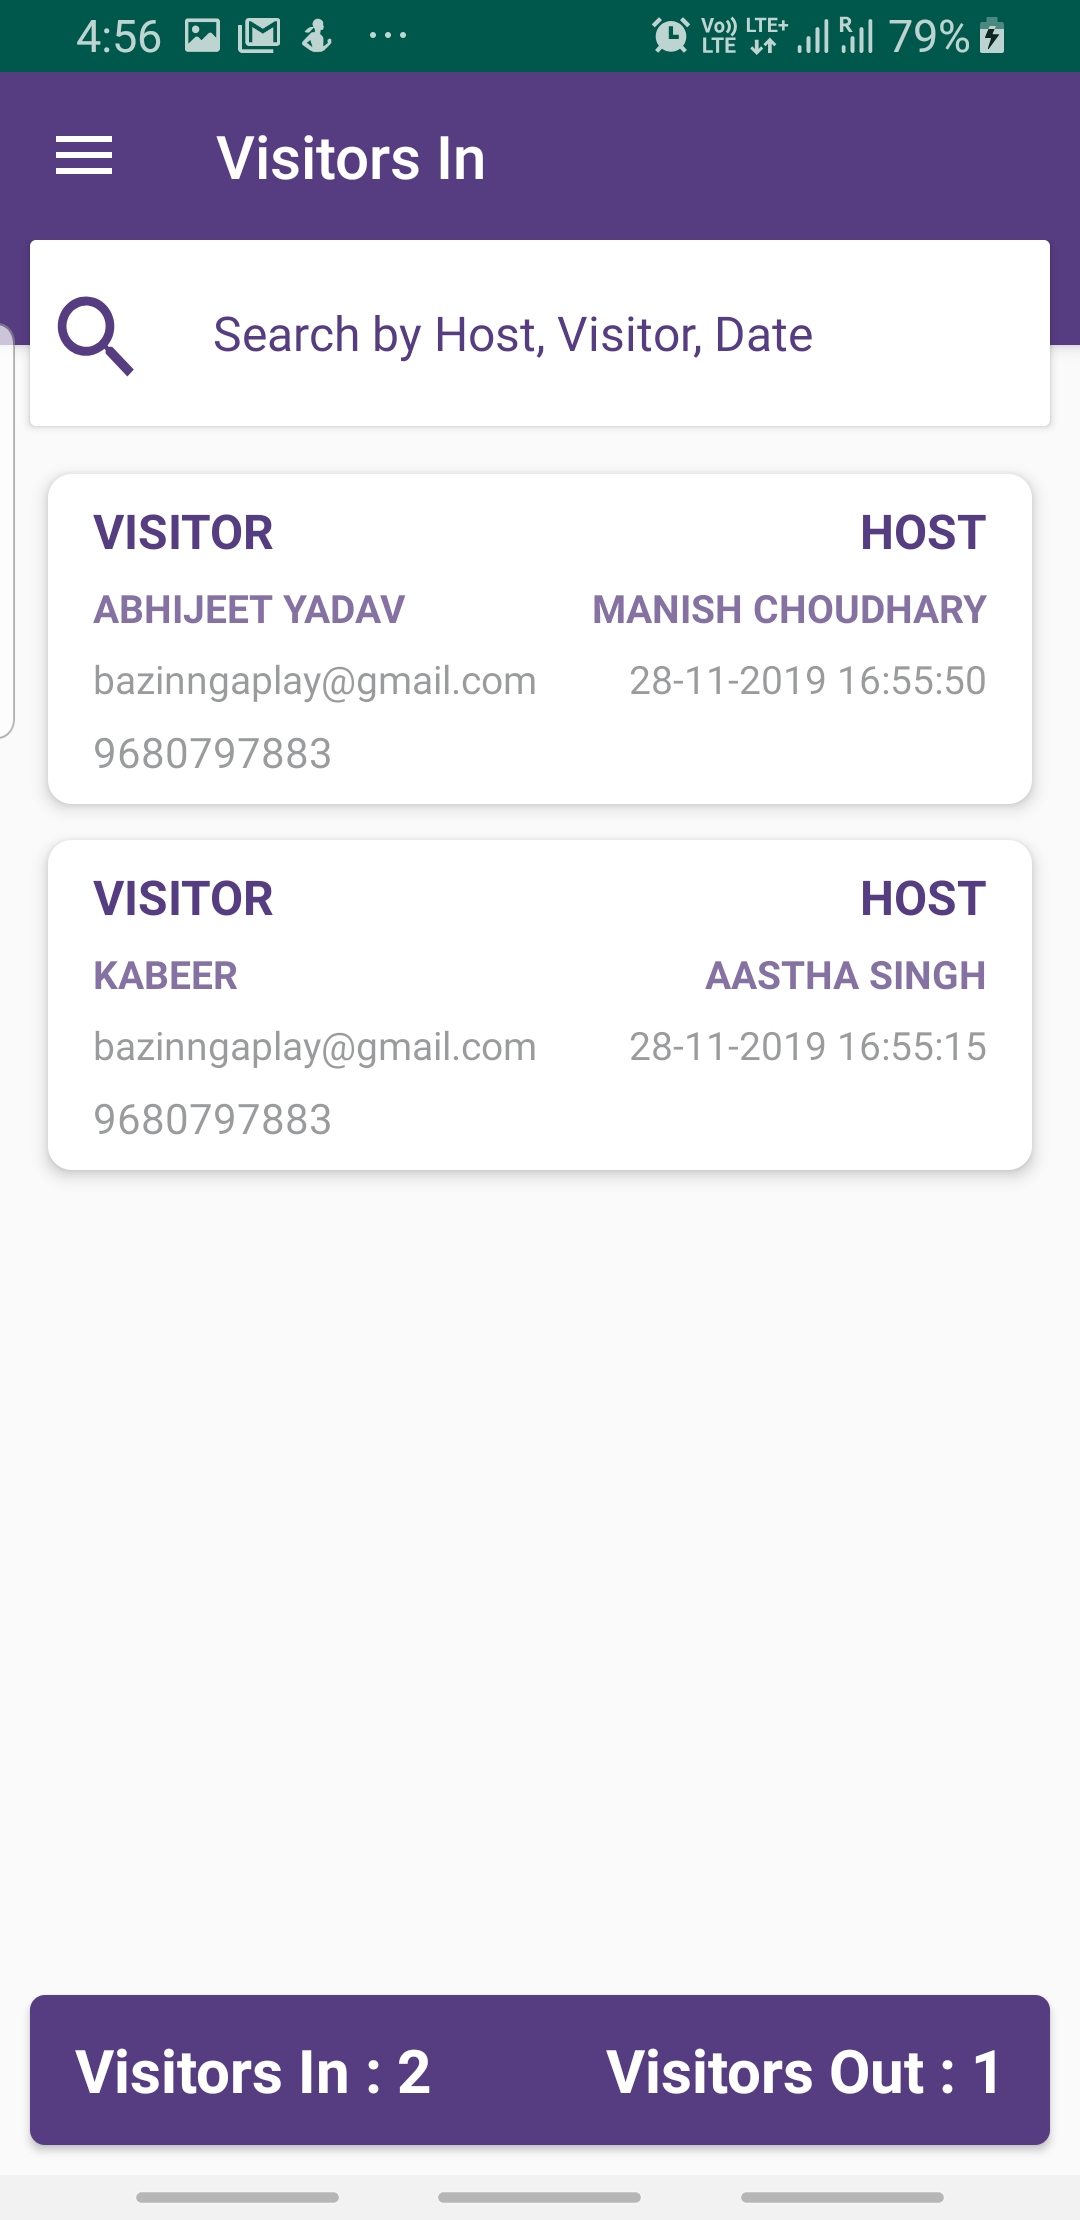 4:56 Vo)) LTE LTE+ R 79%
Visitors In
Search by Host, Visitor, Date
VISITOR HOST
ABHIJEET YADAV MANISH CHOUDHARY
bazinngaplay@gmail.com 28-11-2019 16:55:50
9680797883
VISITOR HOST
KABEER AASTHA SINGH
bazinngaplay@gmail.com 28-11-2019 16:55:15
9680797883
Visitors In : 2 Visitors Out : 1